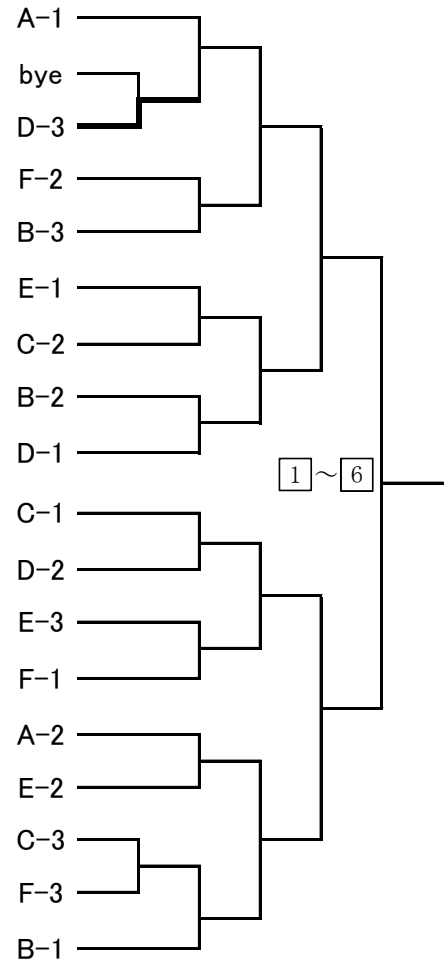 A-1
bye
D-3
F-2
B-3
E-1
C-2
B-2
D-1
1～6
C-1
D-2
E-3
F-1
A-2
E-2
C-3
F-3
B-1